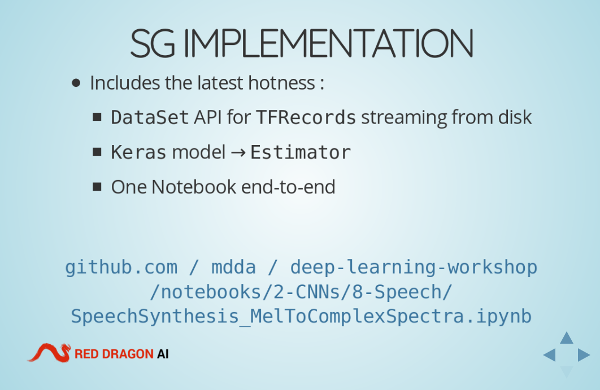 SG IMPLEMENTATION
Includes the latest hotness :
DataSet API for TFRecords streaming from disk
Keras model → Estimator
One Notebook end-to-end
github.com / mdda / deep-learning-workshop
/notebooks/2-CNNs/8-Speech/
SpeechSynthesis_MelToComplexSpectra.ipynb
RED DRAGON AI